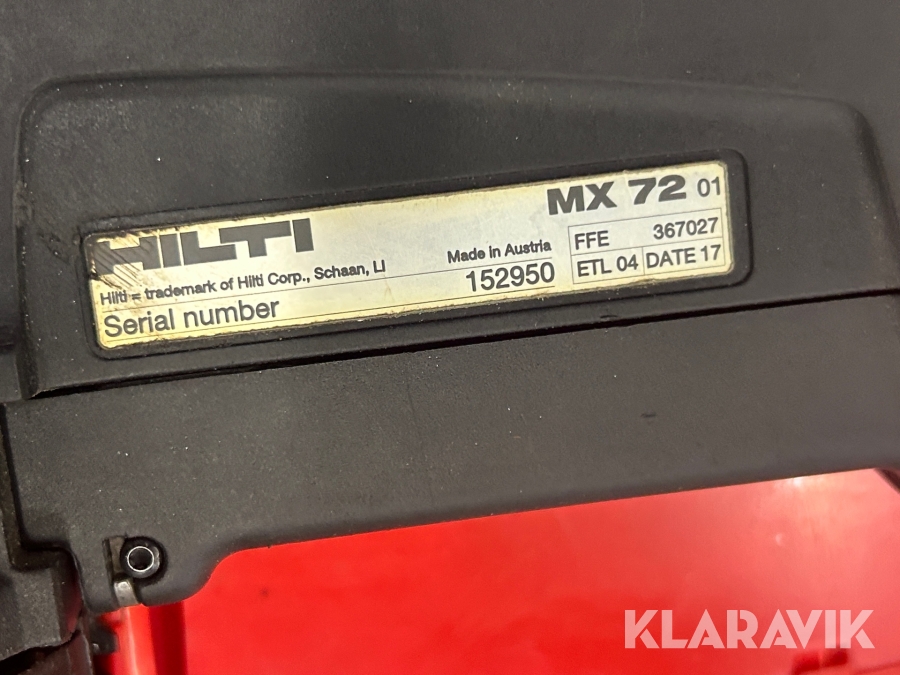 HILTI
MX 72 01
Hilti = trademark of Hilti Corp., Schaan, LI
Made in Austria
FFE 367027
Serial number 152950
ETL 04 DATE 17
KLARAVIK